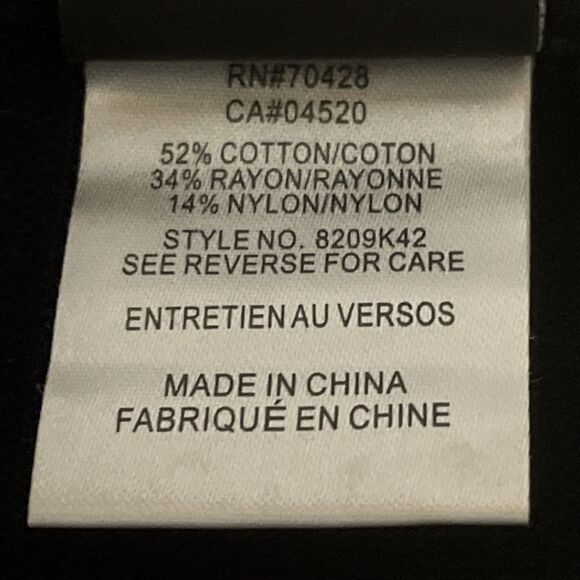 RN#70428
CA#04520
52% COTTON/COTON
34% RAYON/RAYONNE
14% NYLON/NYLON
STYLE NO. 8209K42
SEE REVERSE FOR CARE
ENTRETIEN AU VERSOS
MADE IN CHINA
FABRIQUÉ EN CHINE